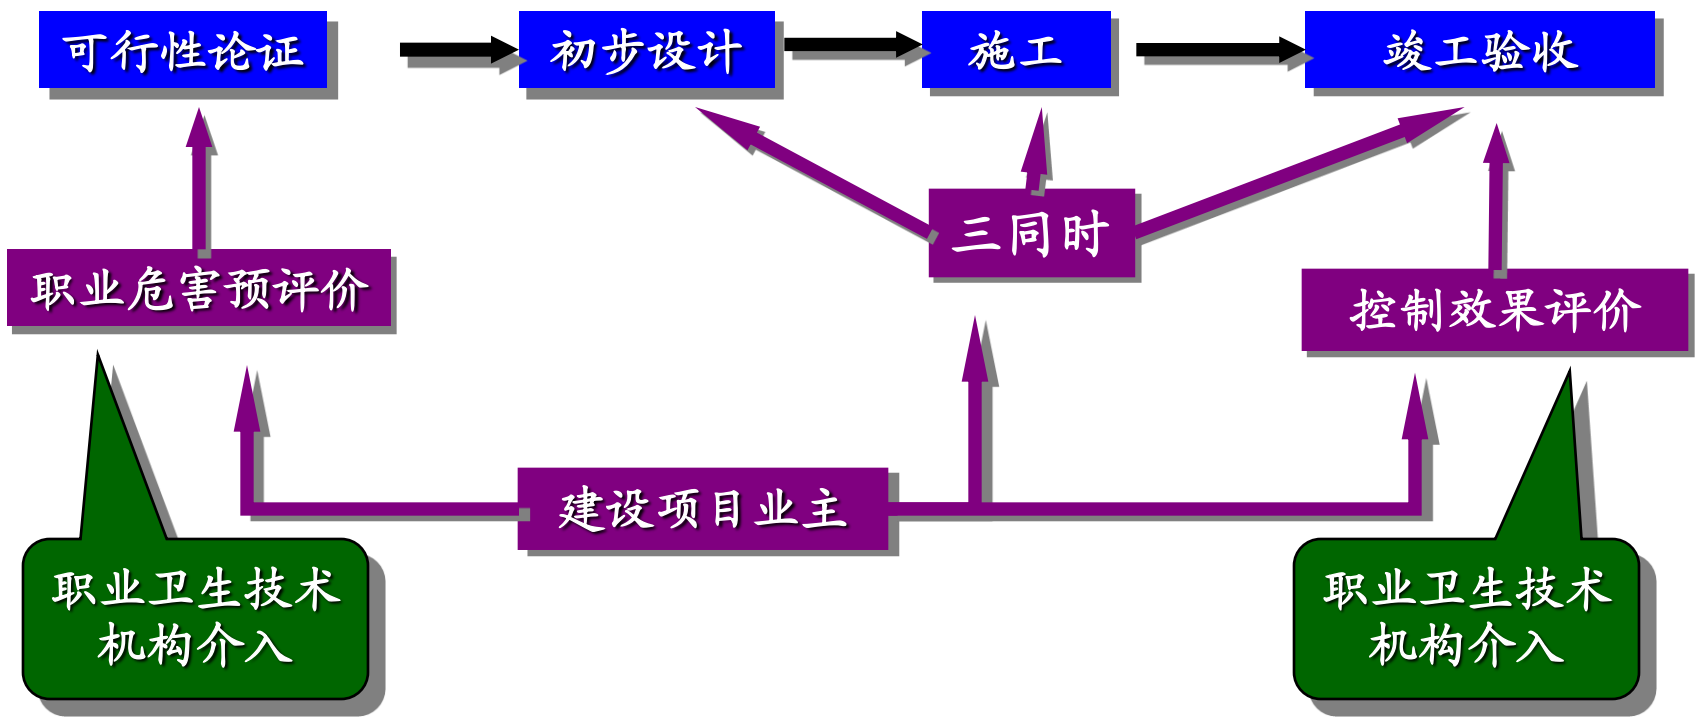 可行性论证
初步设计
施工
竣工验收
三同时
职业危害预评价
控制效果评价
建设项目业主
职业卫生技术
机构介入
职业卫生技术
机构介入